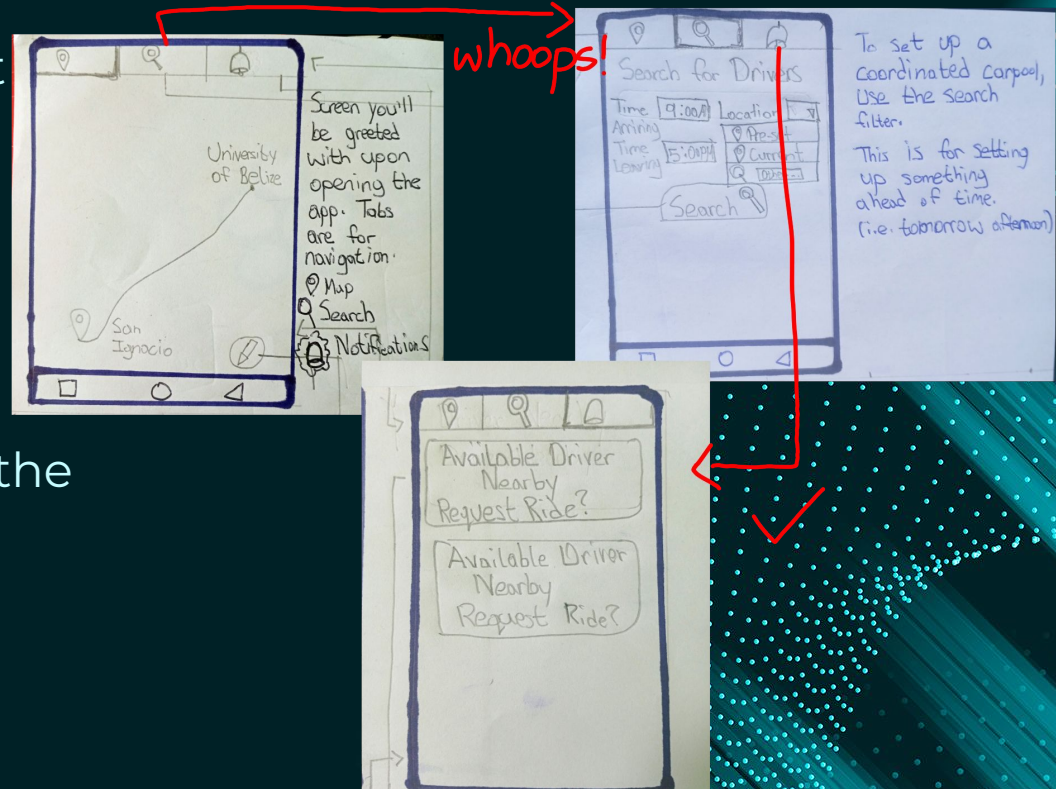 t
the
whoops!
University
of Belize
San
Ignacio
Screen you'll
be greeted
with upon
opening the
app. Tabs
are for
navigation.
Map
Search
Notifications
Search for Drivers
Time
Arriving
9:00A
Time
Leaving
5:00PM
Location
Pre-set
Current
Search
To set up a
coordinated carpool,
use the search
filter.
This is for setting
up something
ahead of time.
(i.e. tomorrow afternoon)
Available Driver
Nearby
Request Ride?
Available Driver
Nearby
Request Ride?